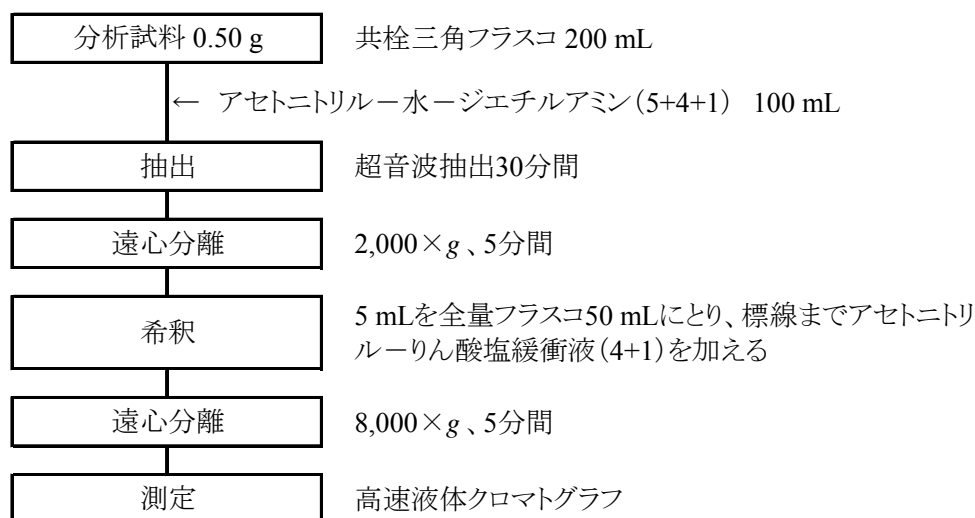 分析試料 0.50 g 共栓三角フラスコ 200 mL
← アセトニトリル－水－ジエチルアミン(5+4+1) 100 mL
抽出 超音波抽出30分間
遠心分離 2,000×g 、5分間
希釈 5 mLを全量フラスコ50 mLにとり、標線までアセトニトリ
ル－りん酸塩緩衝液(4+1)を加える
遠心分離 8,000×g 、5分間
測定 高速液体クロマトグラフ